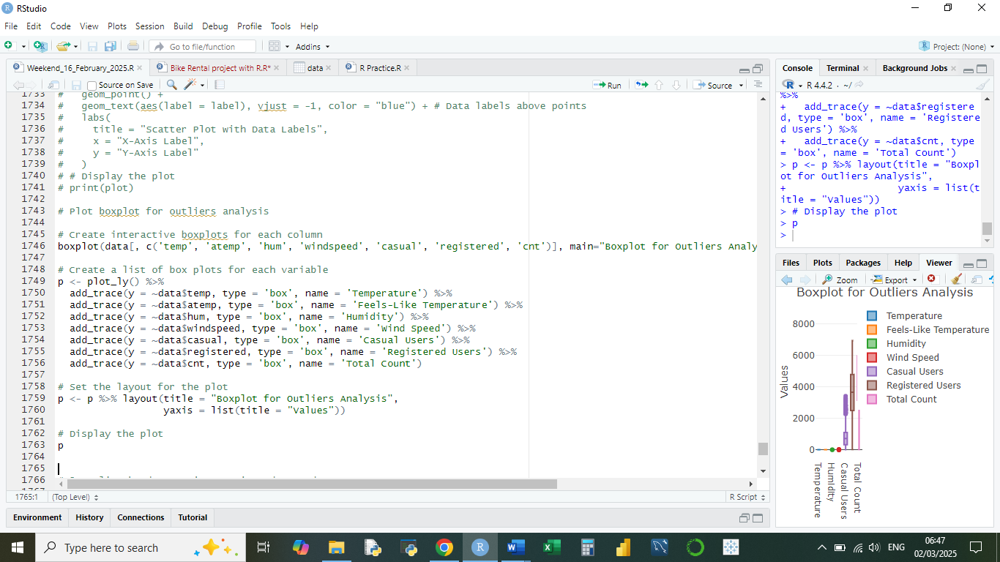 RStudio
File Edit Code View Plots Session Build Debug Profile Tools Help
Go to file/function Addins Project: (None)
Weekend_16_February_2025.R Bike Rental project with R.R* data R Practice.R
Source on Save Run Source
1733 # geom_point() +
1734 # geom_text(aes(label = label), vjust = -1, color = "blue") + # Data labels above points
1735 # labs(
1736 # title = "Scatter Plot with Data Labels",
1737 # x = "X-Axis Label",
1738 # y = "Y-Axis Label"
1739 # )
1740 # # Display the plot
1741 # print(plot)
1742
1743 # Plot boxplot for outliers analysis
1744
1745 # Create interactive boxplots for each column
1746 boxplot(data[, c('temp', 'atemp', 'hum', 'windspeed', 'casual', 'registered', 'cnt')], main="Boxplot for Outliers Analy
1747
1748 # Create a list of box plots for each variable
1749 p <- plot_ly() %>%
1750 add_trace(y = ~data$temp, type = 'box', name = 'Temperature') %>%
1751 add_trace(y = ~data$atemp, type = 'box', name = 'Feels-Like Temperature') %>%
1752 add_trace(y = ~data$hum, type = 'box', name = 'Humidity') %>%
1753 add_trace(y = ~data$windspeed, type = 'box', name = 'Wind Speed') %>%
1754 add_trace(y = ~data$casual, type = 'box', name = 'Casual Users') %>%
1755 add_trace(y = ~data$registered, type = 'box', name = 'Registered Users') %>%
1756 add_trace(y = ~data$cnt, type = 'box', name = 'Total Count')
1757
1758 # Set the layout for the plot
1759 p <- p %>% layout(title = "Boxplot for Outliers Analysis",
1760 yaxis = list(title = "Values"))
1761
1762 # Display the plot
1763 p
1764
1765
1766
1765:1 (Top Level) R Script
Environment History Connections Tutorial
Console Terminal Background Jobs
R 4.4.2 · ~/
%>%
+ add_trace(y = ~data$registere
d, type = 'box', name = 'Registere
d Users') %>%
+ add_trace(y = ~data$cnt, type
= 'box', name = 'Total Count')
> p <- p %>% layout(title = "Boxpl
ot for Outliers Analysis",
+ yaxis = list(t
itle = "Values"))
> # Display the plot
> p
>
Files Plots Packages Help Viewer
Zoom Export
Boxplot for Outliers Analysis
Values
8000
6000
4000
2000
0
Temperature
Humidity
Casual Users
Total Count
Temperature
Feels-Like Temperature
Humidity
Wind Speed
Casual Users
Registered Users
Total Count
Type here to search
ENG
06:47
02/03/2025